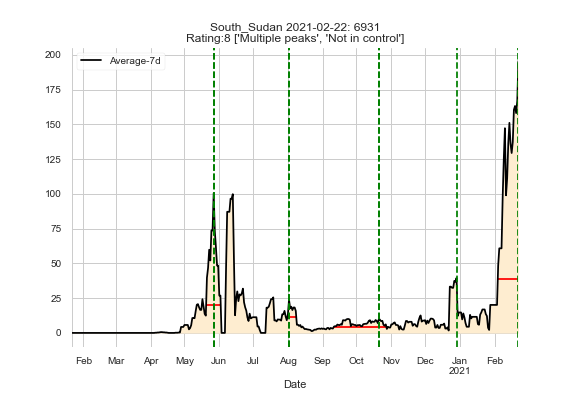 South_Sudan 2021-02-22: 6931
Rating:8 ['Multiple peaks', 'Not in control']
Average-7d
200
175
150
125
100
75
50
25
0
Feb Mar Apr May Jun Jul Aug Sep Oct Nov Dec Jan Feb
2021
Date